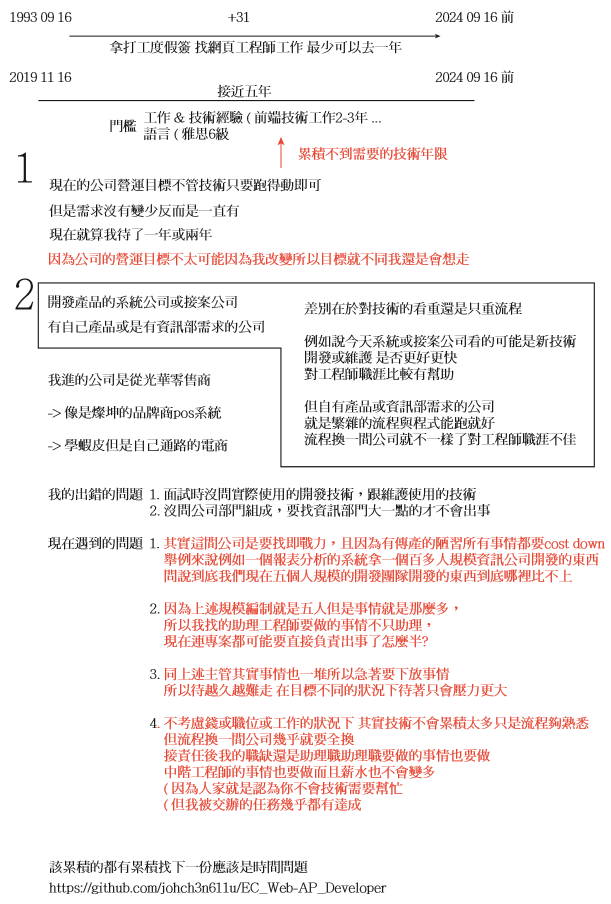 1993 09 16 +31 2024 09 16 前
拿打工度假簽 找網頁工程師工作 最少可以去一年
2019 11 16 接近五年 2024 09 16 前
門檻 工作 & 技術經驗 ( 前端技術工作2-3年 ...
語言 ( 雅思6級
累積不到需要的技術年限
1
現在的公司營運目標不管技術只要跑得動即可
但是需求沒有變少反而是一直有
現在就算我待了一年或兩年
因為公司的營運目標不太可能因為我改變所以目標就不同我還是會想走
2
開發產品的系統公司或接案公司
有自己產品或是有資訊部需求的公司
差別在於對技術的看重還是只重流程
例如說今天系統或接案公司看的可能是新技術
開發或維護 是否更好更快
對工程師職涯比較有幫助
但自有產品或資訊部需求的公司
就是繁雜的流程與程式能跑就好
流程換一間公司就不一樣了對工程師職涯不佳
我進的公司是從光華零售商
-> 像是燦坤的品牌商pos系統
-> 學蝦皮但是自己通路的電商
我的出錯的問題 1. 面試時沒問實際使用的開發技術，跟維護使用的技術
2. 沒問公司部門組成，要找資訊部門大一點的才不會出事
現在遇到的問題 1. 其實這間公司是要找即戰力，且因為有傳產的陋習所有事情都要cost down
舉例來說例如一個報表分析的系統拿一個百多人規模資訊公司開發的東西
問說到底我們現在五個人規模的開發團隊開發的東西到底哪裡比不上
2. 因為上述規模編制就是五人但是事情就是那麼多，
所以我找的助理工程師要做的事情不只助理，
現在連專案都可能要直接負責出事了怎麼半?
3. 同上述主管其實事情也一堆所以急著要下放事情
所以待越久越難走 在目標不同的狀況下待著只會壓力更大
4. 不考慮錢或職位或工作的狀況下 其實技術不會累積太多只是流程夠熟悉
但流程換一間公司幾乎就要全換
接責任後我的職缺還是助理職助理職要做的事情也要做
中階工程師的事情也要做而且薪水也不會變多
( 因為人家就是認為你不會技術需要幫忙
( 但我被交辦的任務幾乎都有達成
該累積的都有累積找下一份應該是時間問題
https://github.com/johch3n611u/EC_Web-AP_Developer